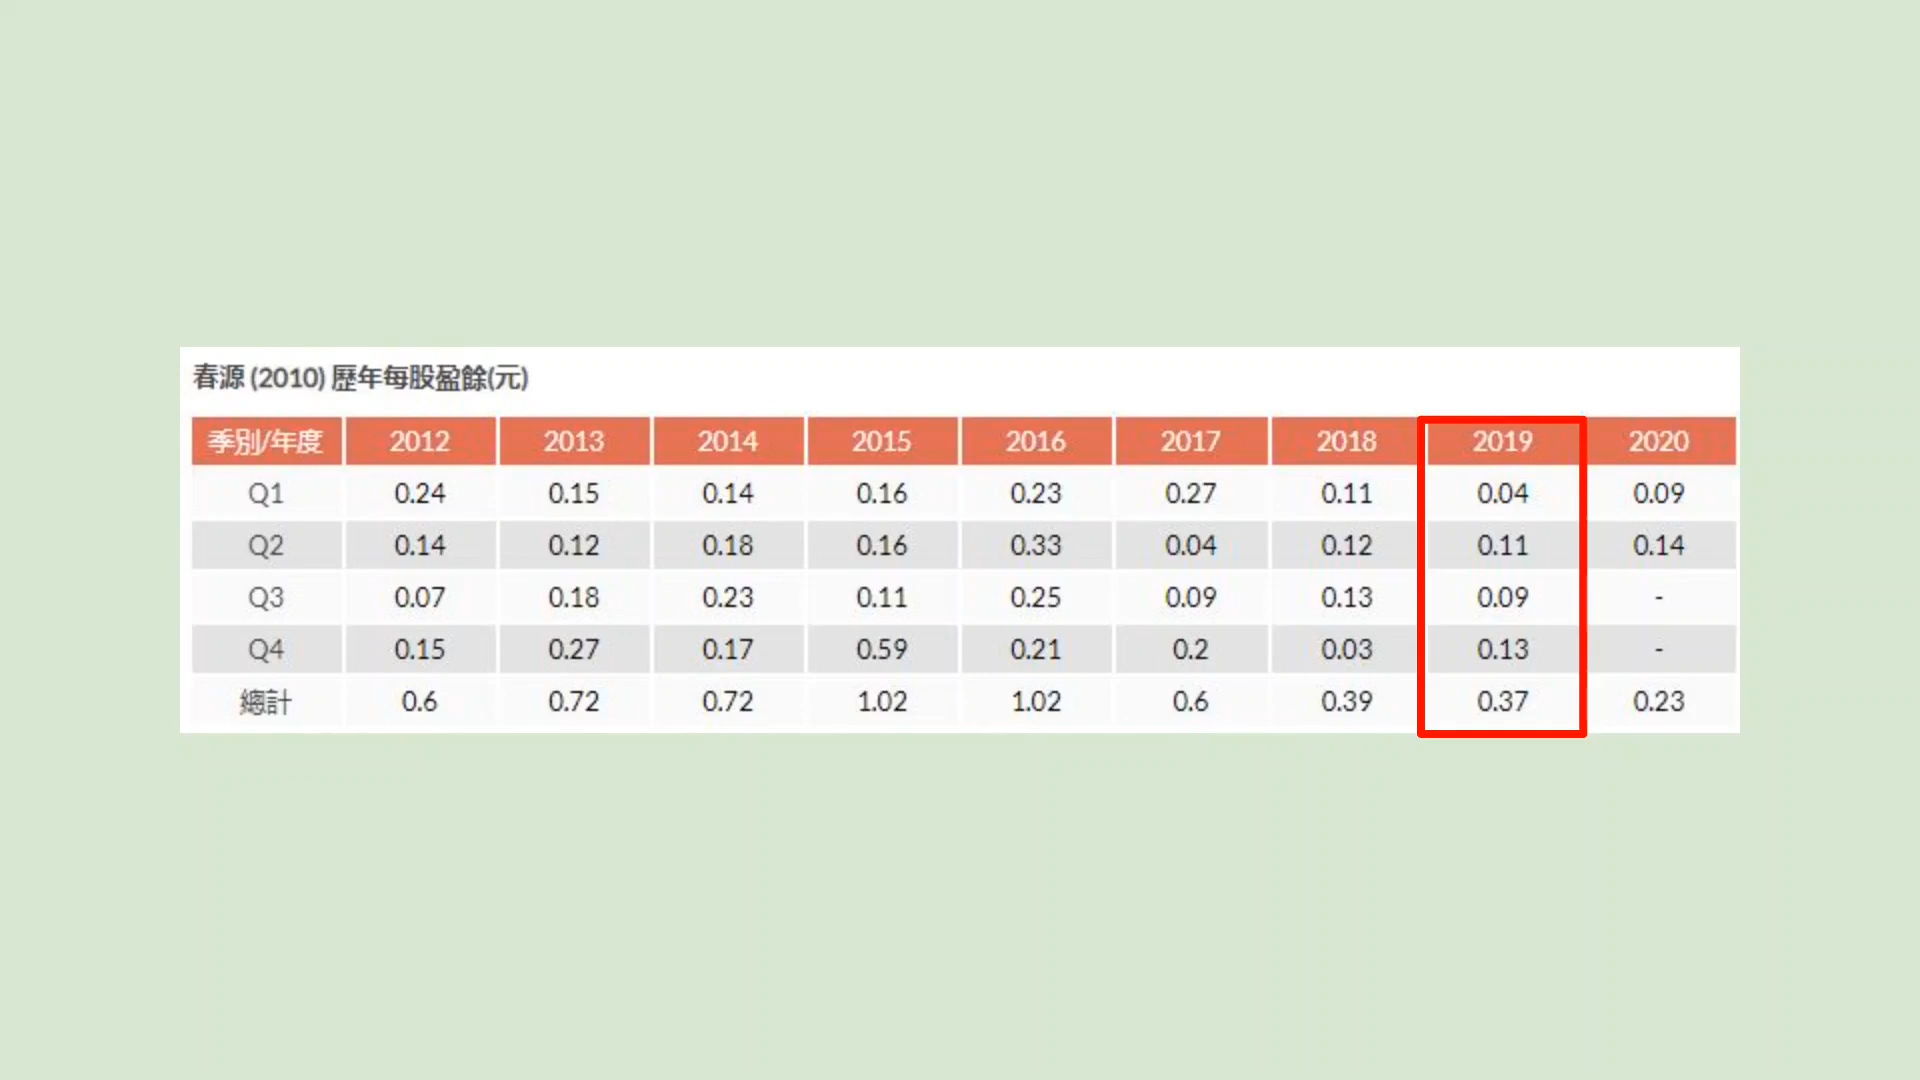 春源 (2010) 歷年每股盈餘(元)
季別/年度 2012 2013 2014 2015 2016 2017 2018 2019 2020
Q1 0.24 0.15 0.14 0.16 0.23 0.27 0.11 0.04 0.09
Q2 0.14 0.12 0.18 0.16 0.33 0.04 0.12 0.11 0.14
Q3 0.07 0.18 0.23 0.11 0.25 0.09 0.13 0.09 -
Q4 0.15 0.27 0.17 0.59 0.21 0.2 0.03 0.13 -
總計 0.6 0.72 0.72 1.02 1.02 0.6 0.39 0.37 0.23